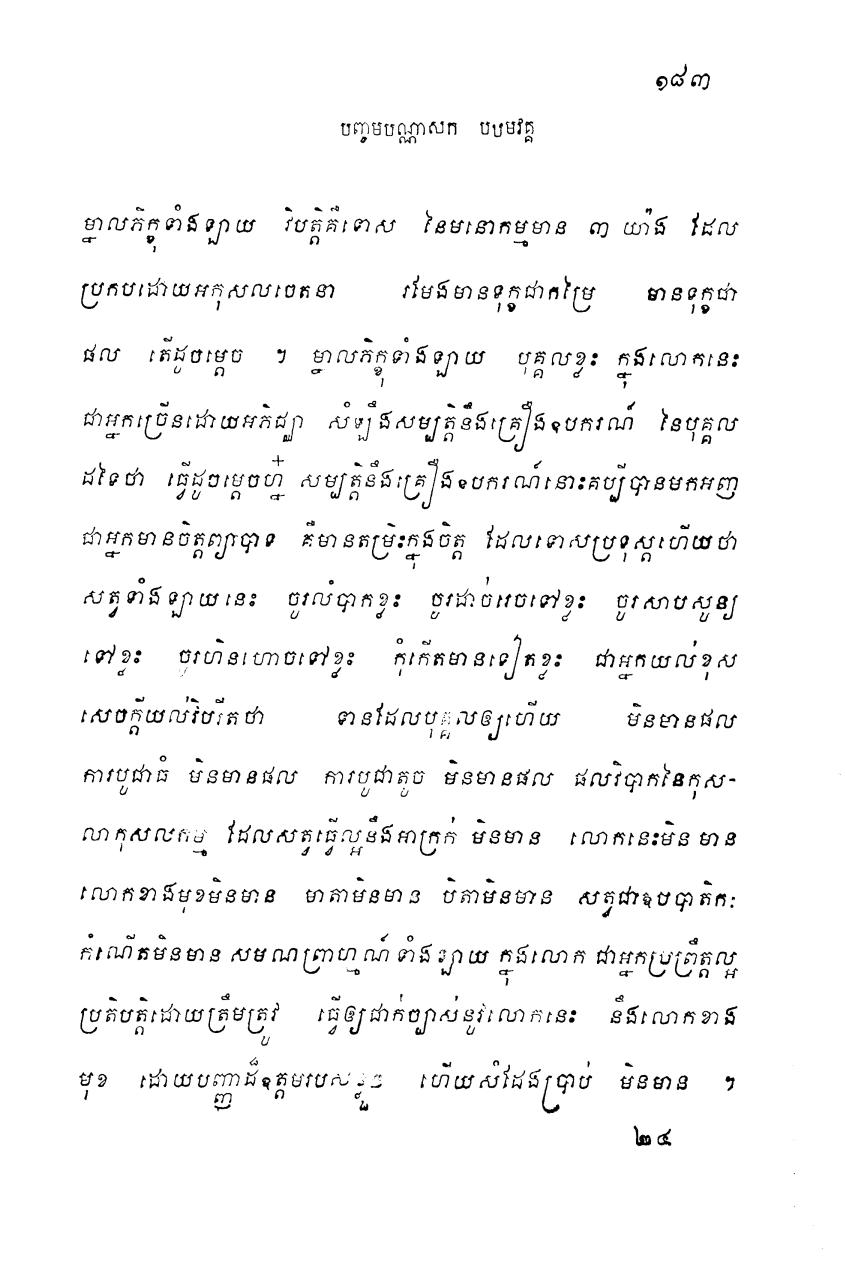 ១៨៣
បញ្ចមបណ្ណាសក បឋមវគ្គ
ម្នាលភិក្ខុទាំងឡាយ វិបត្តិគឺទោស នៃមនោកម្មមាន ៣ យ៉ាង ដែល
ប្រកបដោយអកុសលចេតនា រមែងមានទុក្ខជាកម្រៃ មានទុក្ខជា
ផល តើដូចម្តេច ។ ម្នាលភិក្ខុទាំងឡាយ បុគ្គលខ្លះ ក្នុងលោកនេះ
ជាអ្នកច្រើនដោយអភិជ្ឈា សំឡឹងសម្បត្តិនឹងគ្រឿងឧបករណ៍ នៃបុគ្គល
ដទៃថា ធ្វើដូចម្តេចហ្ន៎ សម្បត្តិនឹងគ្រឿងឧបករណ៍នោះគប្បីបានមកអញ
ជាអ្នកមានចិត្តព្យាបាទ គឺមានតម្រិះក្នុងចិត្ត ដែលទោសប្រទុស្តហើយថា
សត្វទាំងឡាយនេះ ចូរលំបាកខ្លះ ចូរដាច់រេចទៅខ្លះ ចូរសាបសូន្យ
ទៅខ្លះ ចូរហិនហោចទៅខ្លះ កុំកើតមានទៀតខ្លះ ជាអ្នកយល់ខុស
សេចក្តីយល់វិបរីតថា ទានដែលបុគ្គលឲ្យហើយ មិនមានផល
ការបូជាធំ មិនមានផល ការបូជាតូច មិនមានផល ផលវិបាកនៃកុស-
លាកុសលកម្ម ដែលសត្វធ្វើល្អនឹងអាក្រក់ មិនមាន លោកនេះមិនមាន
លោកខាងមុខមិនមាន មាតាមិនមាន បិតាមិនមាន សត្វជាឧបបាតិកៈ
កំណើតមិនមាន សមណព្រាហ្មណ៍ទាំងឡាយ ក្នុងលោក ជាអ្នកប្រព្រឹត្តល្អ
ប្រតិបត្តិដោយត្រឹមត្រូវ ធ្វើឲ្យជាក់ច្បាស់នូវលោកនេះ នឹងលោកខាង
មុខ ដោយបញ្ញាដ៏ឧត្តមរបស់ខ្លួន ហើយសំដែងប្រាប់ មិនមាន ។
២៤